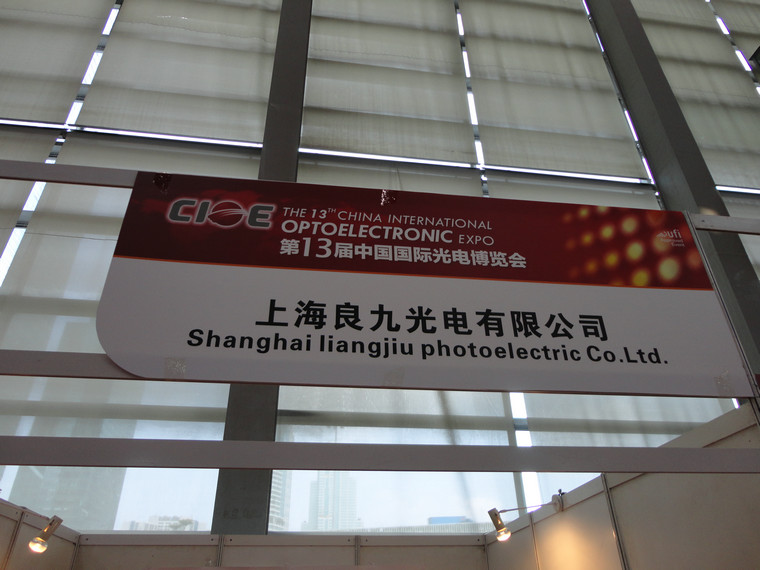 CIOE
THE 13TH CHINA INTERNATIONAL
OPTOELECTRONIC EXPO
第13届中国国际光电博览会
ufi
上海良九光电有限公司
Shanghai liangjiu photoelectric Co.Ltd.